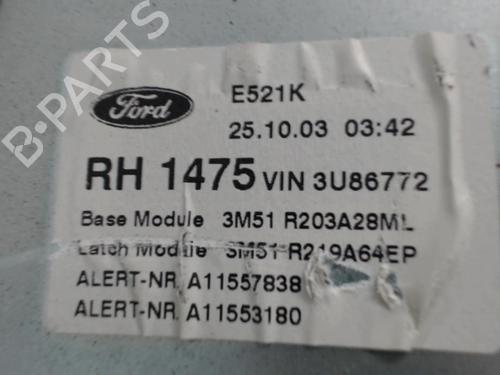 B-PARTS
Ford
E521K
25.10.03 03:42
RH 1475 VIN 3U86772
Base Module 3M51 R203A28ML
Latch Module 3M51-R219A64EP
ALERT-NR. A11557838
ALERT-NR. A11553180